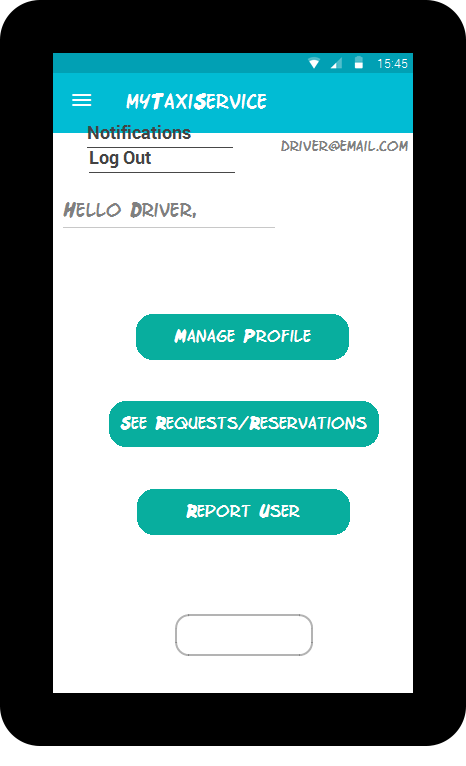 15:45
myTaxiService
Notifications
driver@email.com
Log Out
Hello Driver,
Manage Profile
See Requests/Reservations
Report User